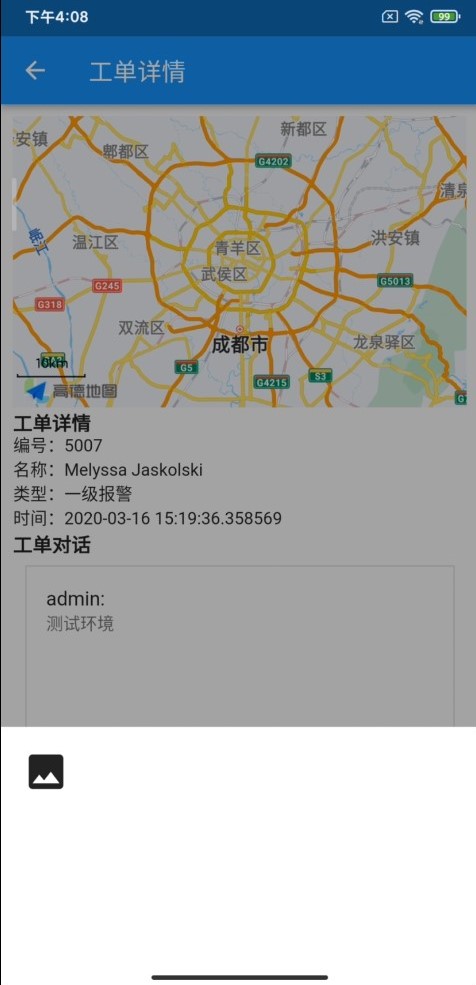 下午4:08
99
工单详情
新都区
安镇
郫都区
G4202
清泉
青羊区
洪安镇
温江区
武侯区
G5013
G245
G318
双流区
成都市
龙泉驿区
10km
G5
S3
G4215
高德地图
工单详情
编号：5007
名称：Melyssa Jaskolski
类型：一级报警
时间：2020-03-16 15:19:36.358569
工单对话
admin:
测试环境